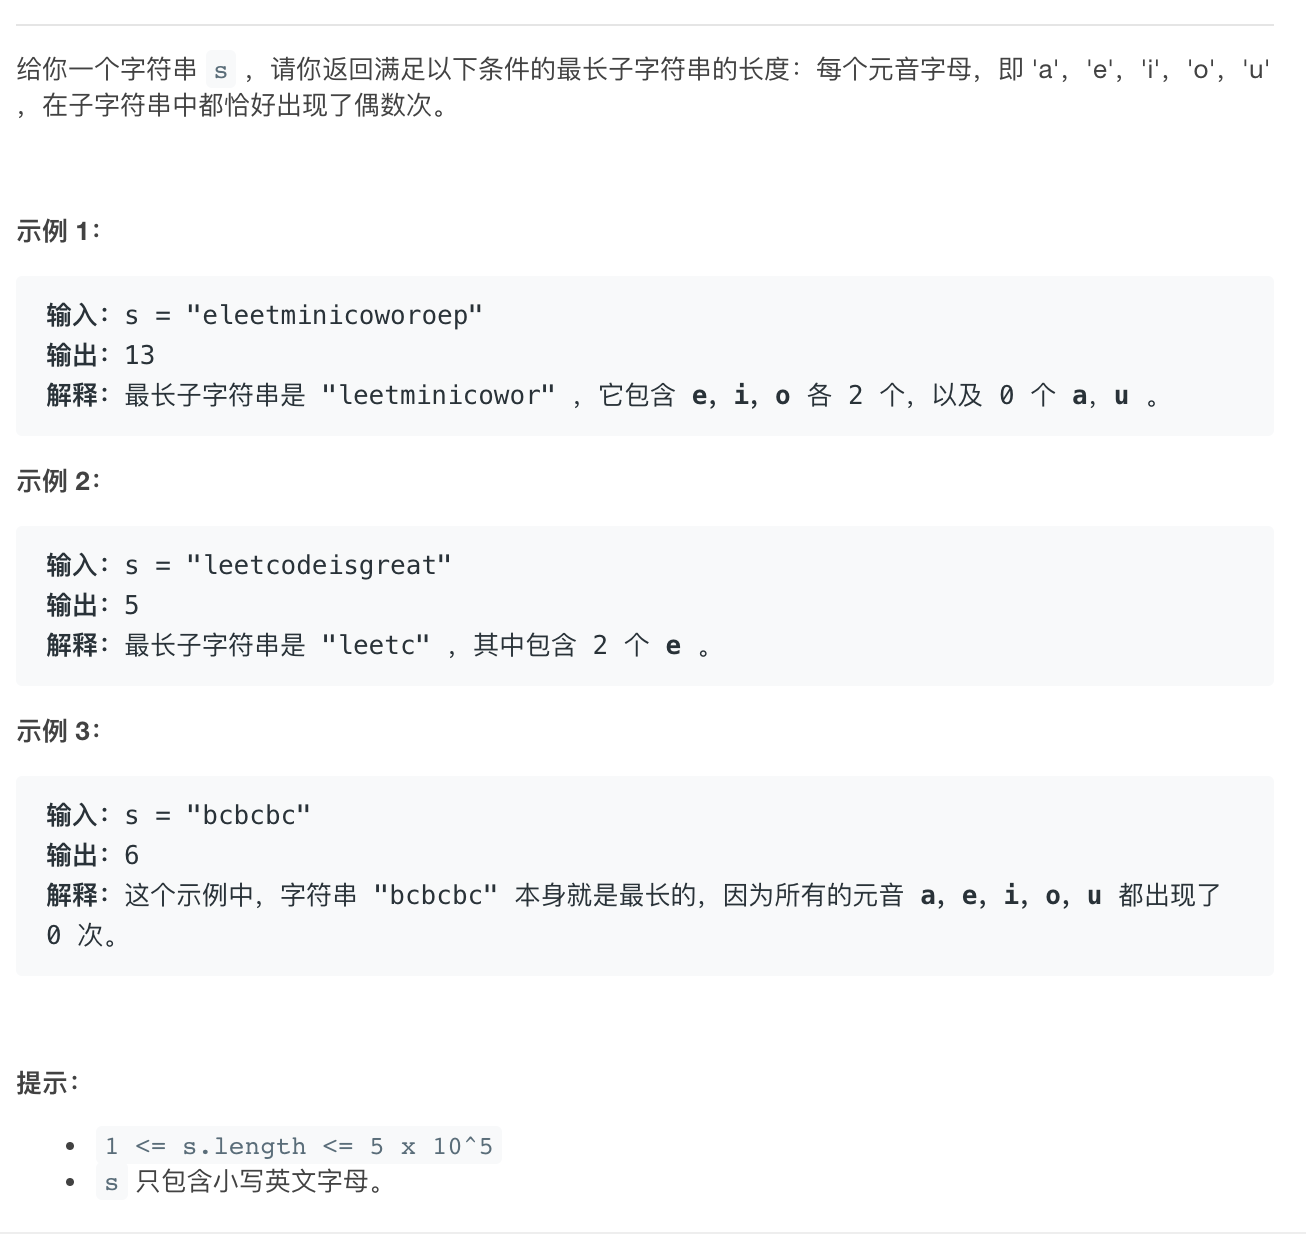 给你一个字符串 s ，请你返回满足以下条件的最长子字符串的长度：每个元音字母，即 'a'，'e'，'i'，'o'，'u'
，在子字符串中都恰好出现了偶数次。
示例 1：
输入：s = "eleetminicoworoep"
输出：13
解释：最长子字符串是 "leetminicowor" ，它包含 e，i，o 各 2 个，以及 0 个 a，u 。
示例 2：
输入：s = "leetcodeisgreat"
输出：5
解释：最长子字符串是 "leetc" ，其中包含 2 个 e 。
示例 3：
输入：s = "bcbcbc"
输出：6
解释：这个示例中，字符串 "bcbcbc" 本身就是最长的，因为所有的元音 a，e，i，o，u 都出现了
0 次。
提示：
• 1 <= s.length <= 5 x 10^5
• s 只包含小写英文字母。